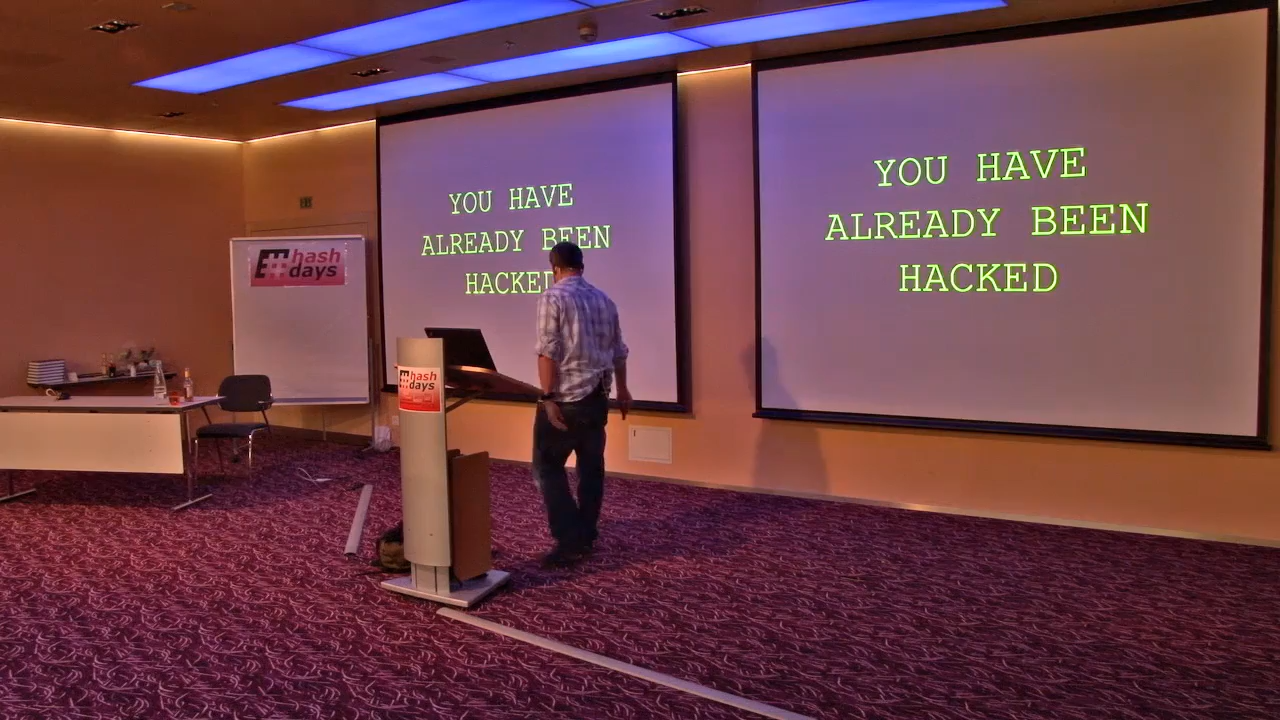 hash
days
hash
days
YOU HAVE
ALREADY BEEN
HACKED
YOU HAVE
ALREADY BEEN
HACKED